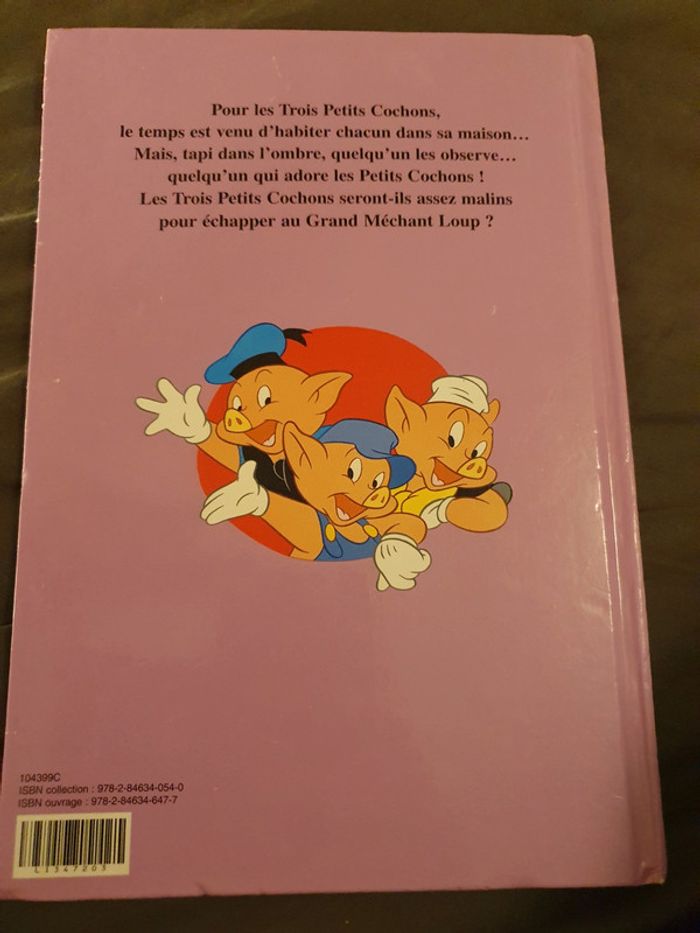 Pour les Trois Petits Cochons,
le temps est venu d'habiter chacun dans sa maison...
Mais, tapi dans l'ombre, quelqu'un les observe...
quelqu'un qui adore les Petits Cochons !
Les Trois Petits Cochons seront-ils assez malins
pour échapper au Grand Méchant Loup ?
104399C
ISBN collection : 978-2-84634-054-0
ISBN ouvrage : 978-2-84634-647-7
L1347203